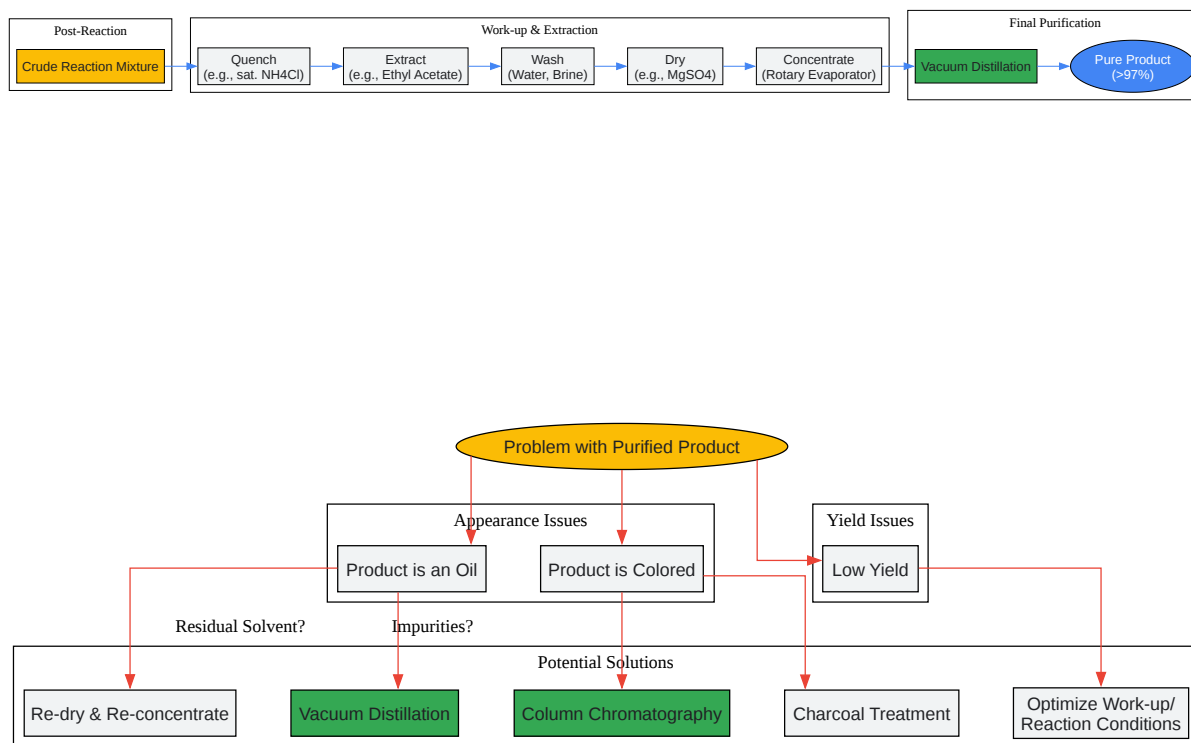 Post-Reaction
Work-up & Extraction
Final Purification
Crude Reaction Mixture
Quench
(e.g., sat. NH4Cl)
Extract
(e.g., Ethyl Acetate)
Wash
(Water, Brine)
Dry
(e.g., MgSO4)
Concentrate
(Rotary Evaporator)
Vacuum Distillation
Pure Product
(>97%)
Problem with Purified Product
Appearance Issues
Yield Issues
Product is an Oil
Product is Colored
Low Yield
Residual Solvent?
Impurities?
Potential Solutions
Re-dry & Re-concentrate
Vacuum Distillation
Column Chromatography
Charcoal Treatment
Optimize Work-up/
Reaction Conditions